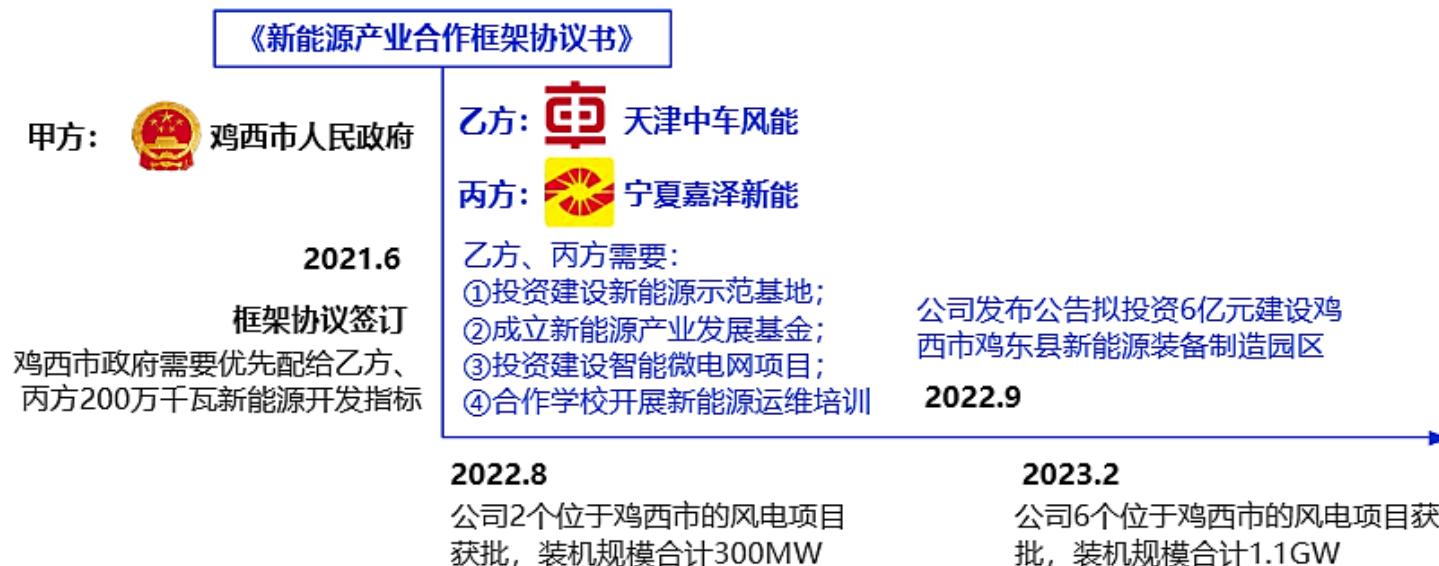 《新能源产业合作框架协议书》
甲方：
鸡西市人民政府
乙方：
天津中车风能
丙方：
宁夏嘉泽新能
2021.6
框架协议签订
鸡西市政府需要优先配给乙方、
丙方200万千瓦新能源开发指标
乙方、丙方需要：
①投资建设新能源示范基地；
②成立新能源产业发展基金；
③投资建设智能微电网项目；
④合作学校开展新能源运维培训
公司发布公告拟投资6亿元建设鸡
西市鸡东县新能源装备制造园区
2022.9
2022.8
公司2个位于鸡西市的风电项目
获批，装机规模合计300MW
2023.2
公司6个位于鸡西市的风电项目获
批，装机规模合计1.1GW